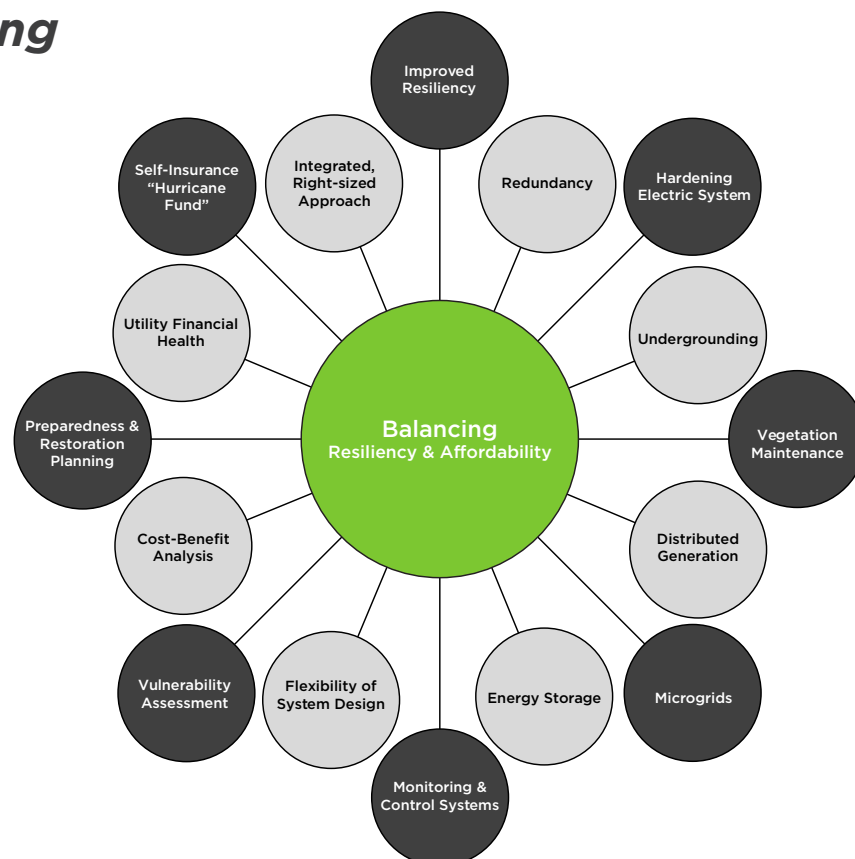 ng
Improved
Resiliency
Integrated,
Right-sized
Approach
Redundancy
Self-Insurance
“Hurricane
Fund”
Hardening
Electric System
Utility Financial
Health
Undergrounding
Preparedness &
Restoration
Planning
Balancing
Resiliency & Affordability
Vegetation
Maintenance
Cost-Benefit
Analysis
Distributed
Generation
Vulnerability
Assessment
Flexibility of
System Design
Energy Storage
Microgrids
Monitoring &
Control Systems